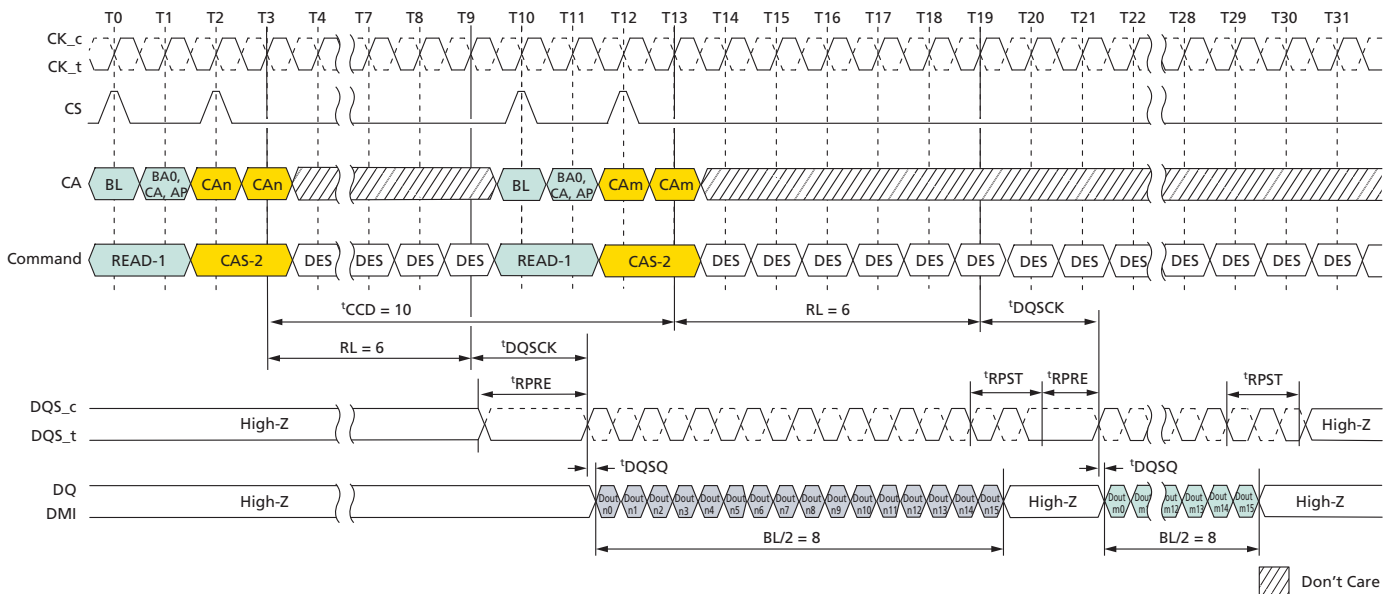 T0 T1 T2 T3 T4 T7 T8 T9 T10 T11 T12 T13 T14 T15 T16 T17 T18 T19 T20 T21 T22 T28 T29 T30 T31
CK_c
CK_t
CS
CA BL BA0, CA, AP CAn CAn BL BA0, CA, AP CAm CAm
Command READ-1 CAS-2 DES DES DES DES READ-1 CAS-2 DES DES DES DES DES DES DES DES DES DES DES DES DES
tCCD = 10 RL = 6 tDQSCK
RL = 6 tDQSCK
tRPRE tRPST tRPRE tRPST
DQS_c
DQS_t High-Z High-Z
tDQSQ tDQSQ
DQ
DMI High-Z Dout n0 Dout n1 Dout n2 Dout n3 Dout n4 Dout n5 Dout n6 Dout n7 Dout n8 Dout n9 Dout n10 Dout n11 Dout n12 Dout n13 Dout n14 Dout n15 High-Z Dout m0 Dout m12 Dout m13 Dout m14 Dout m15 High-Z
BL/2 = 8 BL/2 = 8
Don't Care